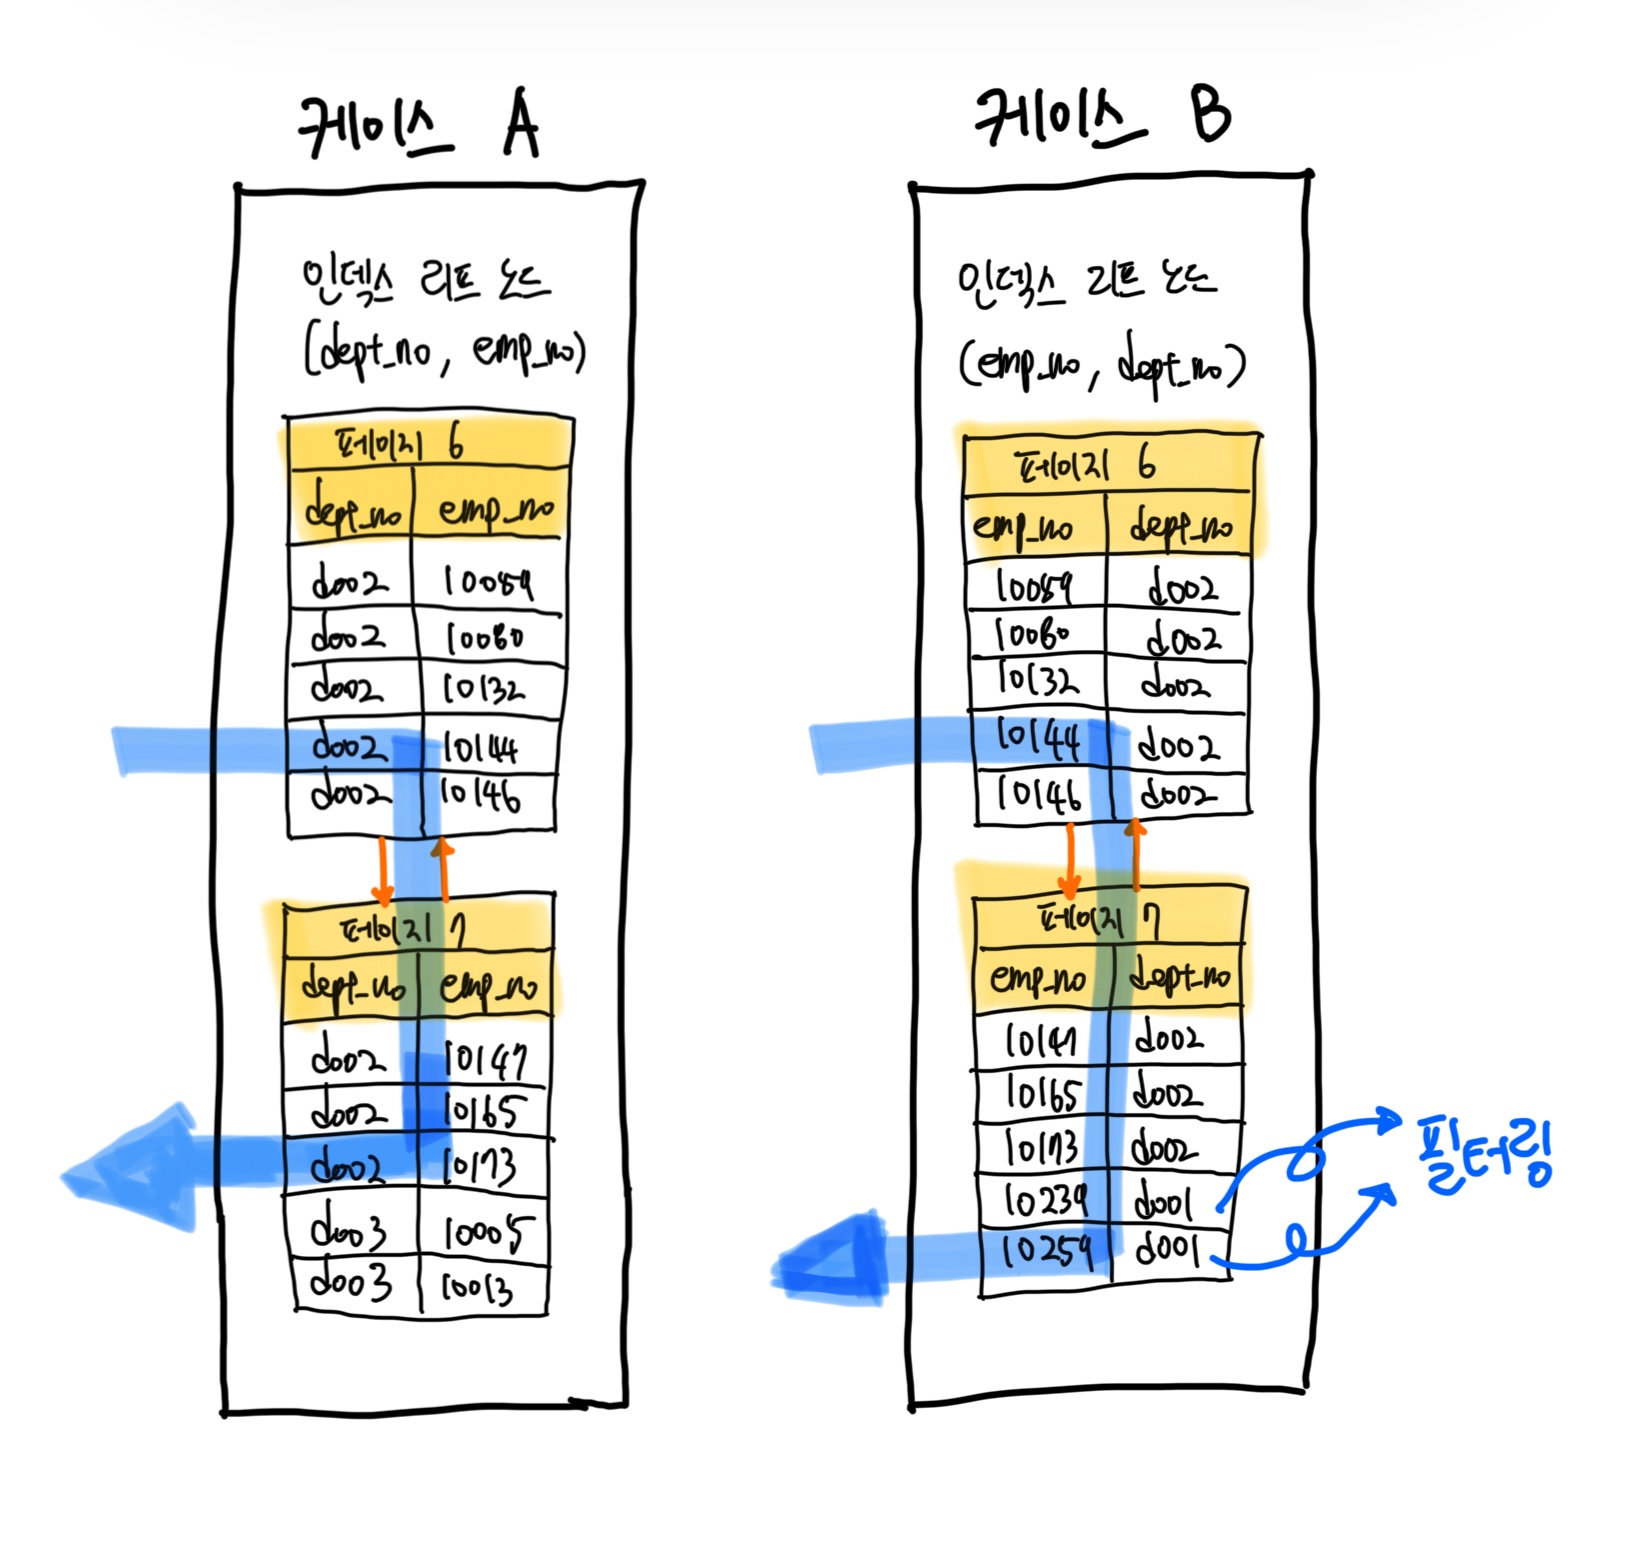 케이스 A
인덱스 리프 노드
(dept_no, emp_no)
페이지 6
dept_no emp_no
d002 10059
d002 10080
d002 10132
d002 10144
d002 10146
페이지 7
dept_no emp_no
d002 10147
d002 10165
d002 10173
d003 10005
d003 10013
케이스 B
인덱스 리프 노드
(emp_no, dept_no)
페이지 6
emp_no dept_no
10059 d002
10080 d002
10132 d002
10144 d002
10146 d002
페이지 7
emp_no dept_no
10147 d002
10165 d002
10173 d002
10239 d001
10259 d001
필터링